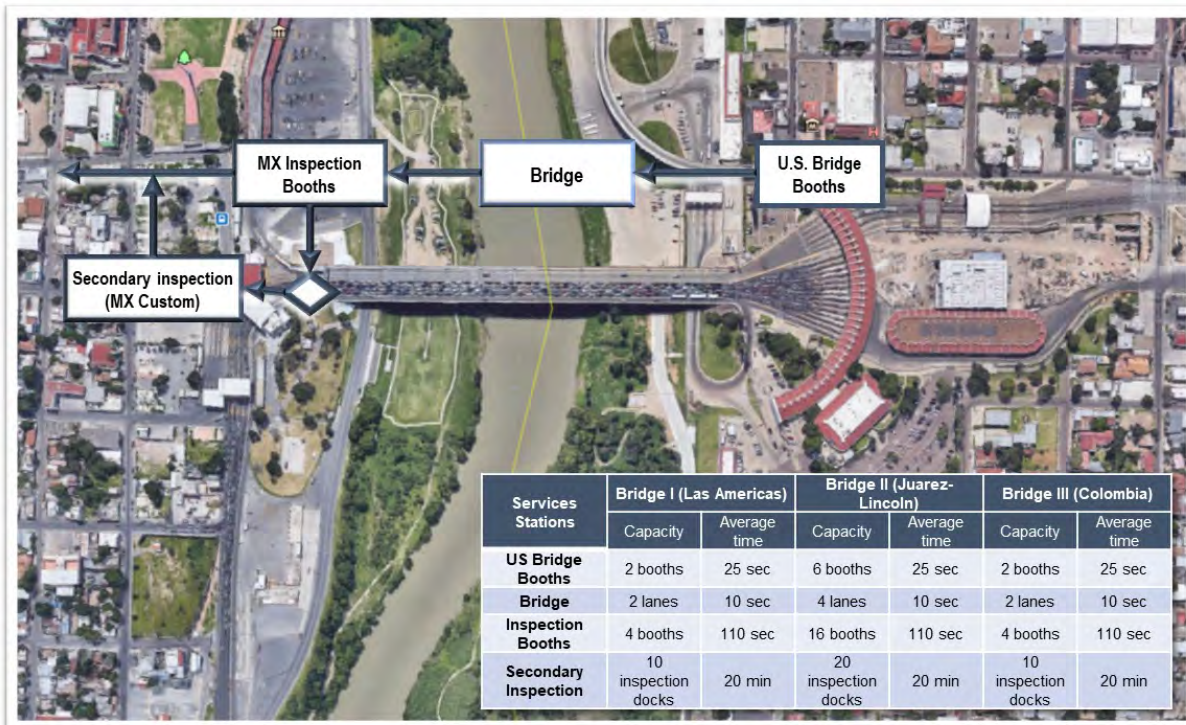 MX Inspection
Booths
Bridge
U.S. Bridge
Booths
Secondary inspection
(MX Custom)
Services
Stations
Bridge I (Las Americas)
Bridge II (Juarez-
Lincoln)
Bridge III (Colombia)
Capacity
Average
time
Capacity
Average
time
Capacity
Average
time
US Bridge
Booths
2 booths
25 sec
6 booths
25 sec
2 booths
25 sec
Bridge
2 lanes
10 sec
4 lanes
10 sec
2 lanes
10 sec
Inspection
Booths
4 booths
110 sec
16 booths
110 sec
4 booths
110 sec
Secondary
Inspection
10
inspection
docks
20 min
20
inspection
docks
20 min
10
inspection
docks
20 min
H